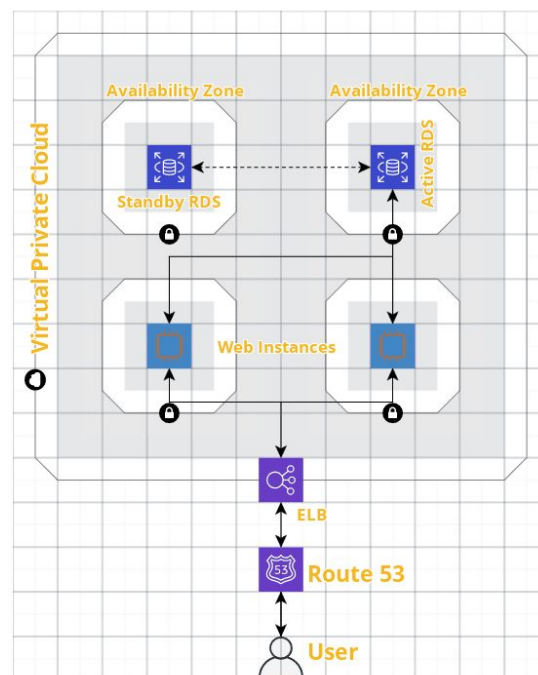 Availability Zone
Availability Zone
Virtual Private Cloud
Active RDS
Standby RDS
Web Instances
ELB
53
Route 53
User